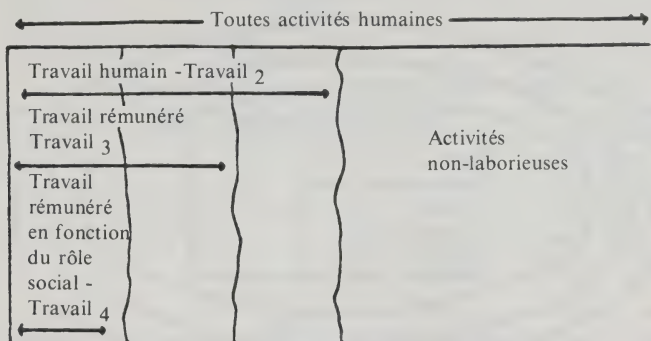 Toutes activités humaines
Travail humain -Travail 2
Travail rémunéré
Travail 3
Travail
rémunéré
en fonction
du rôle
social -
Travail 4
Activités
non-laborieuses